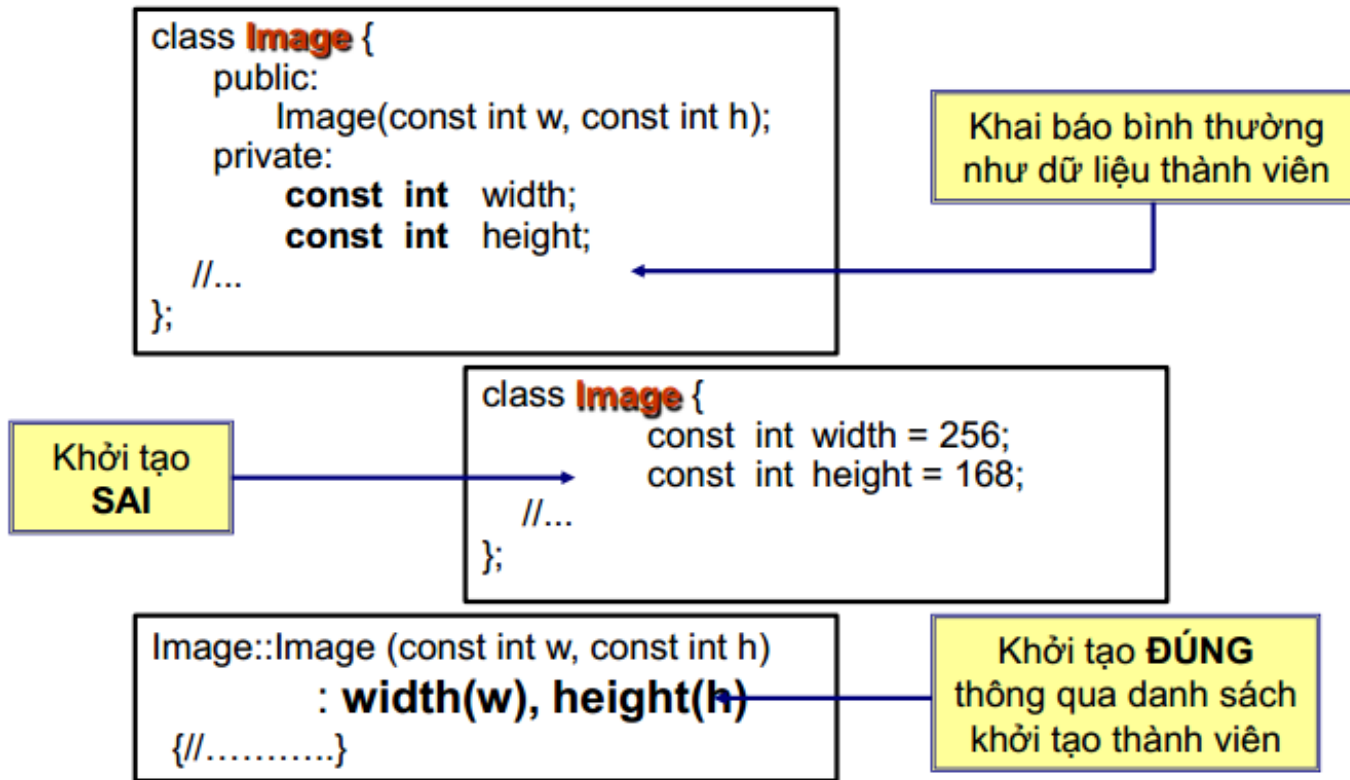 class Image {
public:
Image(const int w, const int h);
private:
const int width;
const int height;
//...
};
Khai báo bình thường
như dữ liệu thành viên
class Image {
const int width = 256;
const int height = 168;
//...
};
Khởi tạo
SAI
Image::Image (const int w, const int h)
: width(w), height(h)
{//………..}
Khởi tạo ĐÚNG
thông qua danh sách
khởi tạo thành viên